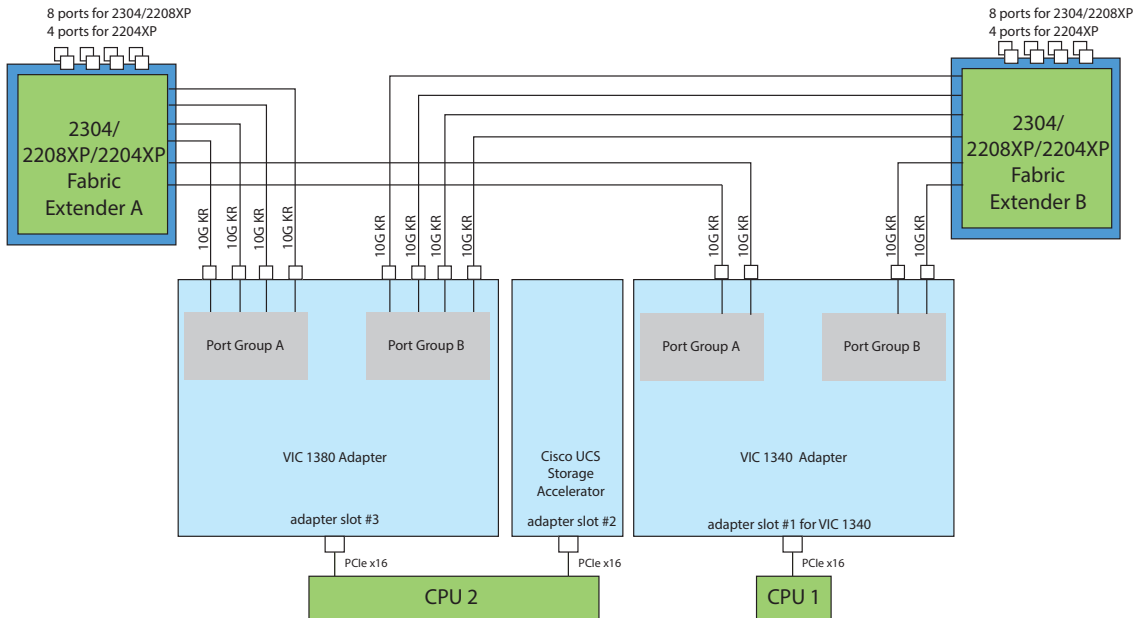 8 ports for 2304/2208XP
4 ports for 2204XP
8 ports for 2304/2208XP
4 ports for 2204XP
2304/
2208XP/2204XP
Fabric
Extender A
2304/
2208XP/2204XP
Fabric
Extender B
10G KR
10G KR
10G KR
10G KR
10G KR
10G KR
10G KR
10G KR
10G KR
10G KR
10G KR
10G KR
Port Group A
Port Group B
Port Group A
Port Group B
VIC 1380 Adapter
Cisco UCS
Storage
Accelerator
VIC 1340 Adapter
adapter slot #3
adapter slot #2
adapter slot #1 for VIC 1340
PCIe x16
PCIe x16
PCIe x16
CPU 2
CPU 1